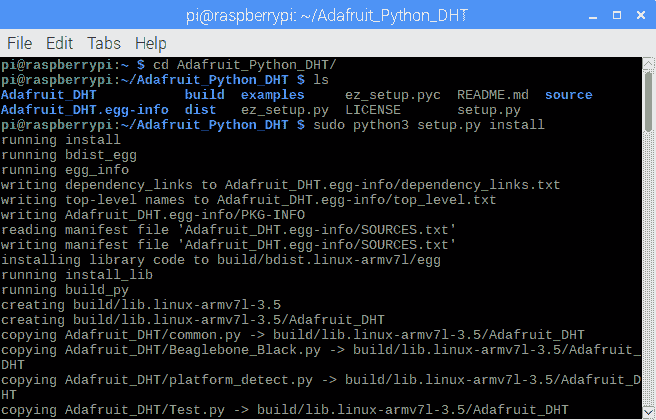 pi@raspberrypi: ~/Adafruit_Python_DHT
File Edit Tabs Help
pi@raspberrypi:~ $ cd Adafruit_Python_DHT/
pi@raspberrypi:~/Adafruit_Python_DHT $ ls
Adafruit_DHT build examples ez_setup.pyc README.md source
Adafruit_DHT.egg-info dist ez_setup.py LICENSE setup.py
pi@raspberrypi:~/Adafruit_Python_DHT $ sudo python3 setup.py install
running install
running bdist_egg
running egg_info
writing dependency_links to Adafruit_DHT.egg-info/dependency_links.txt
writing top-level names to Adafruit_DHT.egg-info/top_level.txt
writing Adafruit_DHT.egg-info/PKG-INFO
reading manifest file 'Adafruit_DHT.egg-info/SOURCES.txt'
writing manifest file 'Adafruit_DHT.egg-info/SOURCES.txt'
installing library code to build/bdist.linux-armv7l/egg
running install_lib
running build_py
creating build/lib.linux-armv7l-3.5
creating build/lib.linux-armv7l-3.5/Adafruit_DHT
copying Adafruit_DHT/common.py -> build/lib.linux-armv7l-3.5/Adafruit_DHT
copying Adafruit_DHT/Beaglebone_Black.py -> build/lib.linux-armv7l-3.5/Adafruit_
DHT
copying Adafruit_DHT/platform_detect.py -> build/lib.linux-armv7l-3.5/Adafruit_D
HT
copying Adafruit_DHT/Test.py -> build/lib.linux-armv7l-3.5/Adafruit_DHT